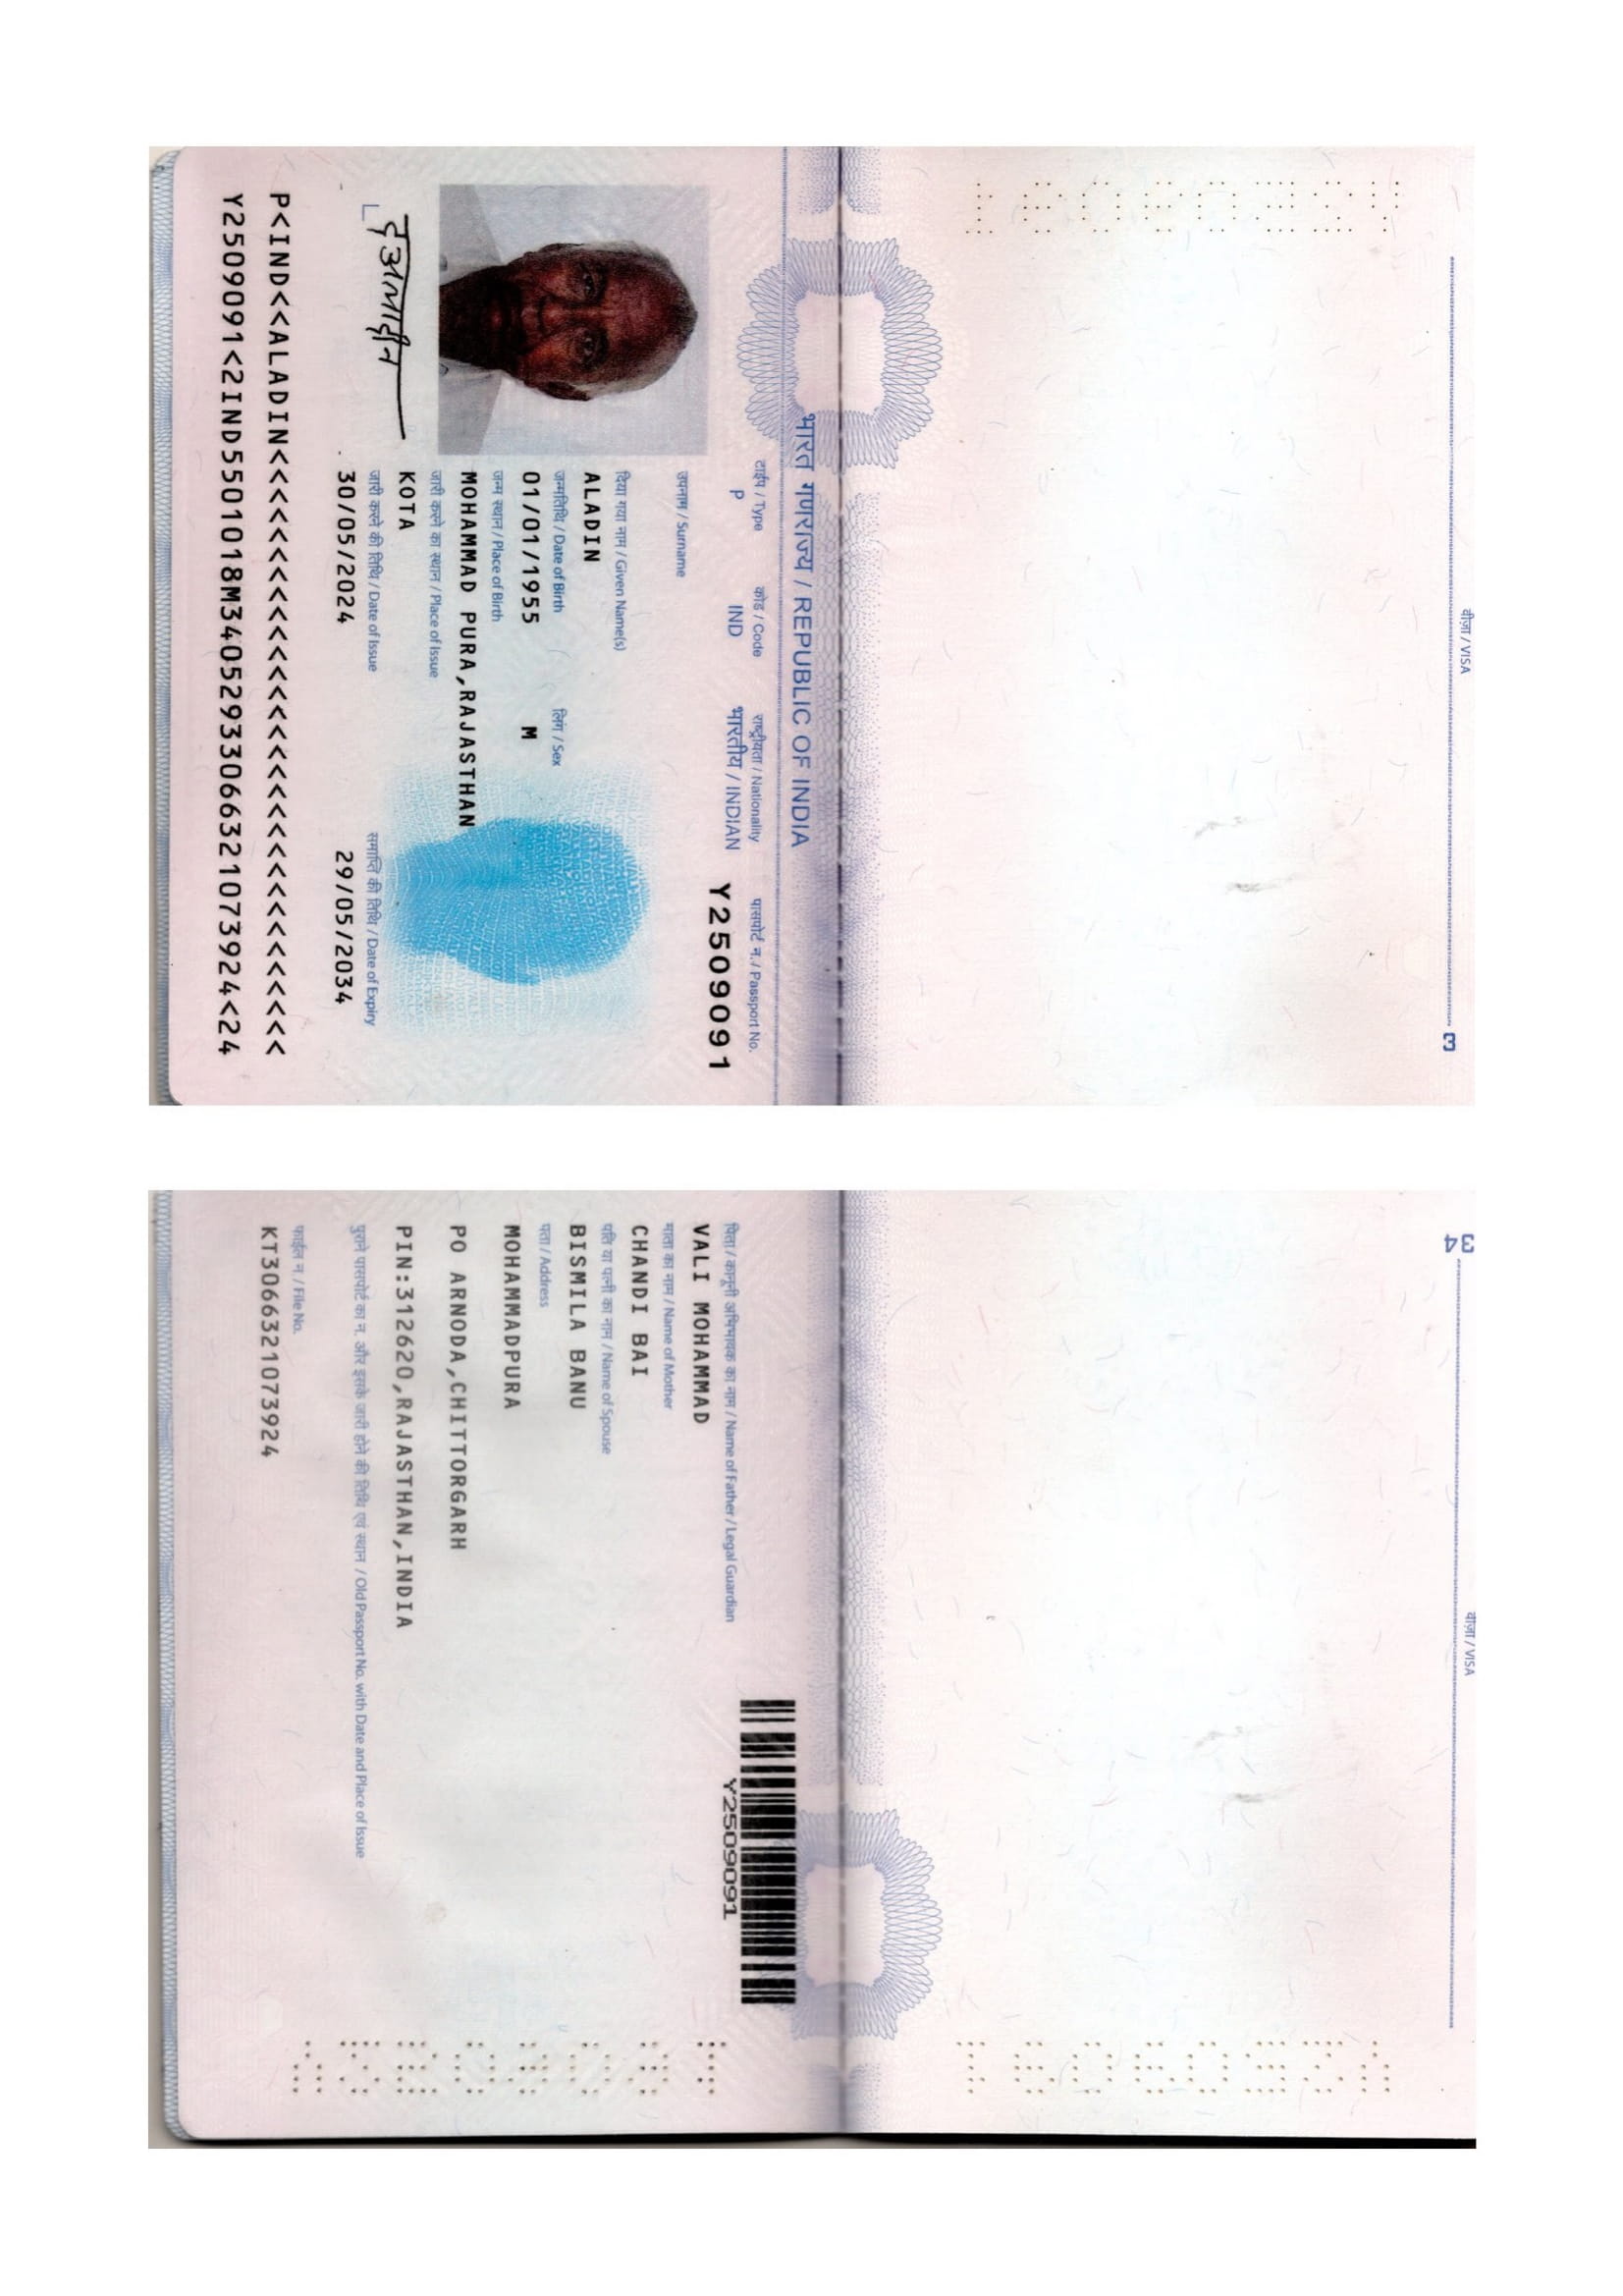 भारत गणराज्य / REPUBLIC OF INDIA
टाईप / Type
कोड / Code
राष्ट्रीयता / Nationality
पासपोर्ट न. / Passport No.
P
IND
भारतीय / INDIAN
Y2509091
उपनाम / Surname
दिया गया नाम / Given Name(s)
ALADIN
जन्मतिथि / Date of Birth
लिंग / Sex
01/01/1955
M
जन्म स्थान / Place of Birth
MOHAMMAD PURA,RAJASTHAN
जारी करने का स्थान / Place of Issue
KOTA
जारी करने की तिथि / Date of Issue
समाप्ति की तिथि / Date of Expiry
30/05/2024
29/05/2034
P<IND<<ALADIN<<<<<<<<<<<<<<<<<<<<<<<<<<<<<<<
Y2509091<2IND5501018M34052933066321073924<24
वीज़ा / VISA
3
Y2509091
34
वीज़ा / VISA
Y2509091
पिता / कानूनी अभिभावक का नाम / Name of Father / Legal Guardian
VALI MOHAMMAD
माता का नाम / Name of Mother
CHANDI BAI
पति या पत्नी का नाम / Name of Spouse
BISMILA BANU
पता / Address
MOHAMMADPURA
PO ARNODA,CHITTORGARH
PIN:312620,RAJASTHAN,INDIA
पुराने पासपोर्ट का न. और इसके जारी होने की तिथि एवं स्थान / Old Passport No. with Date and Place of Issue
फाईल न. / File No.
KT3066321073924
Y2509091
Y2509091